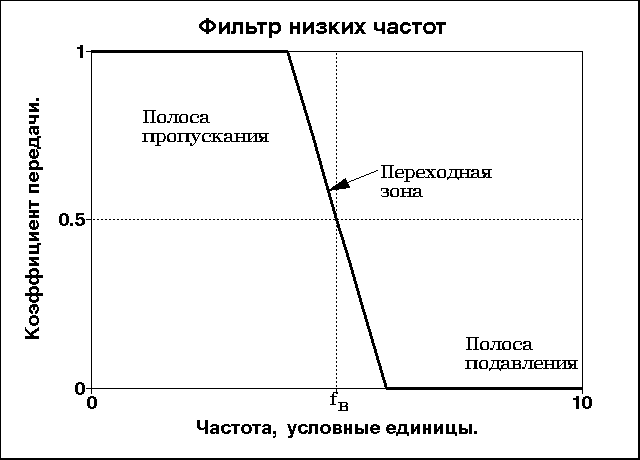 Фильтр низких частот
1
Полоса
пропускания
Переходная
зона
0.5
Полоса
подавления
0
0
fв
10
Частота, условные единицы.
Коэффициент передачи.